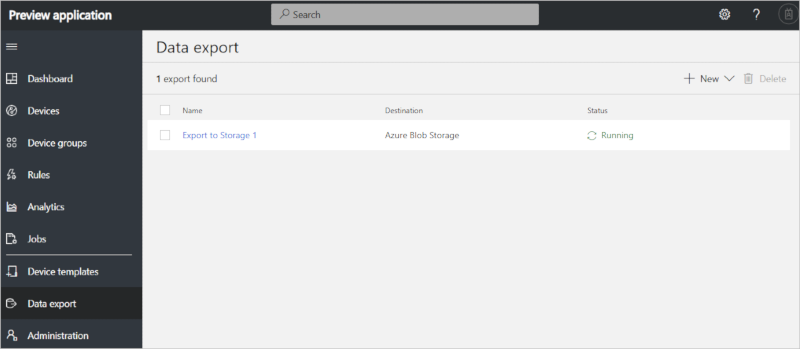 Preview application
Search
?
Data export
1 export found
New
Delete
Name Destination Status
Export to Storage 1 Azure Blob Storage Running
Dashboard
Devices
Device groups
Rules
Analytics
Jobs
Device templates
Data export
Administration